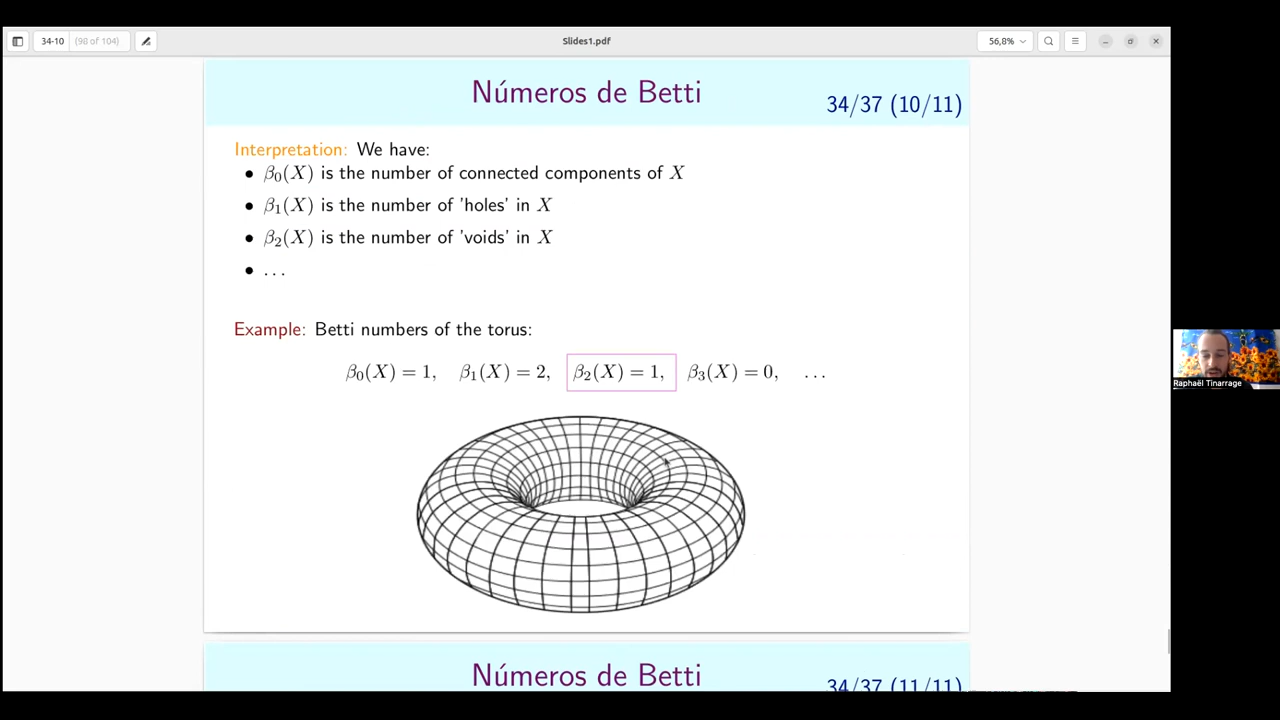 34-10 (98 of 104) Slides1.pdf 56,8%
Números de Betti
34/37 (10/11)
Interpretation: We have:
• β₀(X) is the number of connected components of X
• β₁(X) is the number of 'holes' in X
• β₂(X) is the number of 'voids' in X
• ...
Example: Betti numbers of the torus:
β₀(X) = 1, β₁(X) = 2, β₂(X) = 1, β₃(X) = 0, ...
Raphaël Tinarrage
Números de Betti
34/37 (11/11)